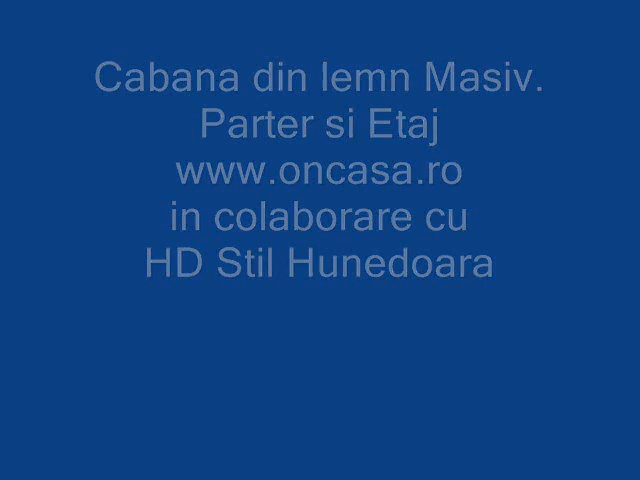 Cabana din lemn Masiv.
Parter si Etaj
www.oncasa.ro
in colaborare cu
HD Stil Hunedoara